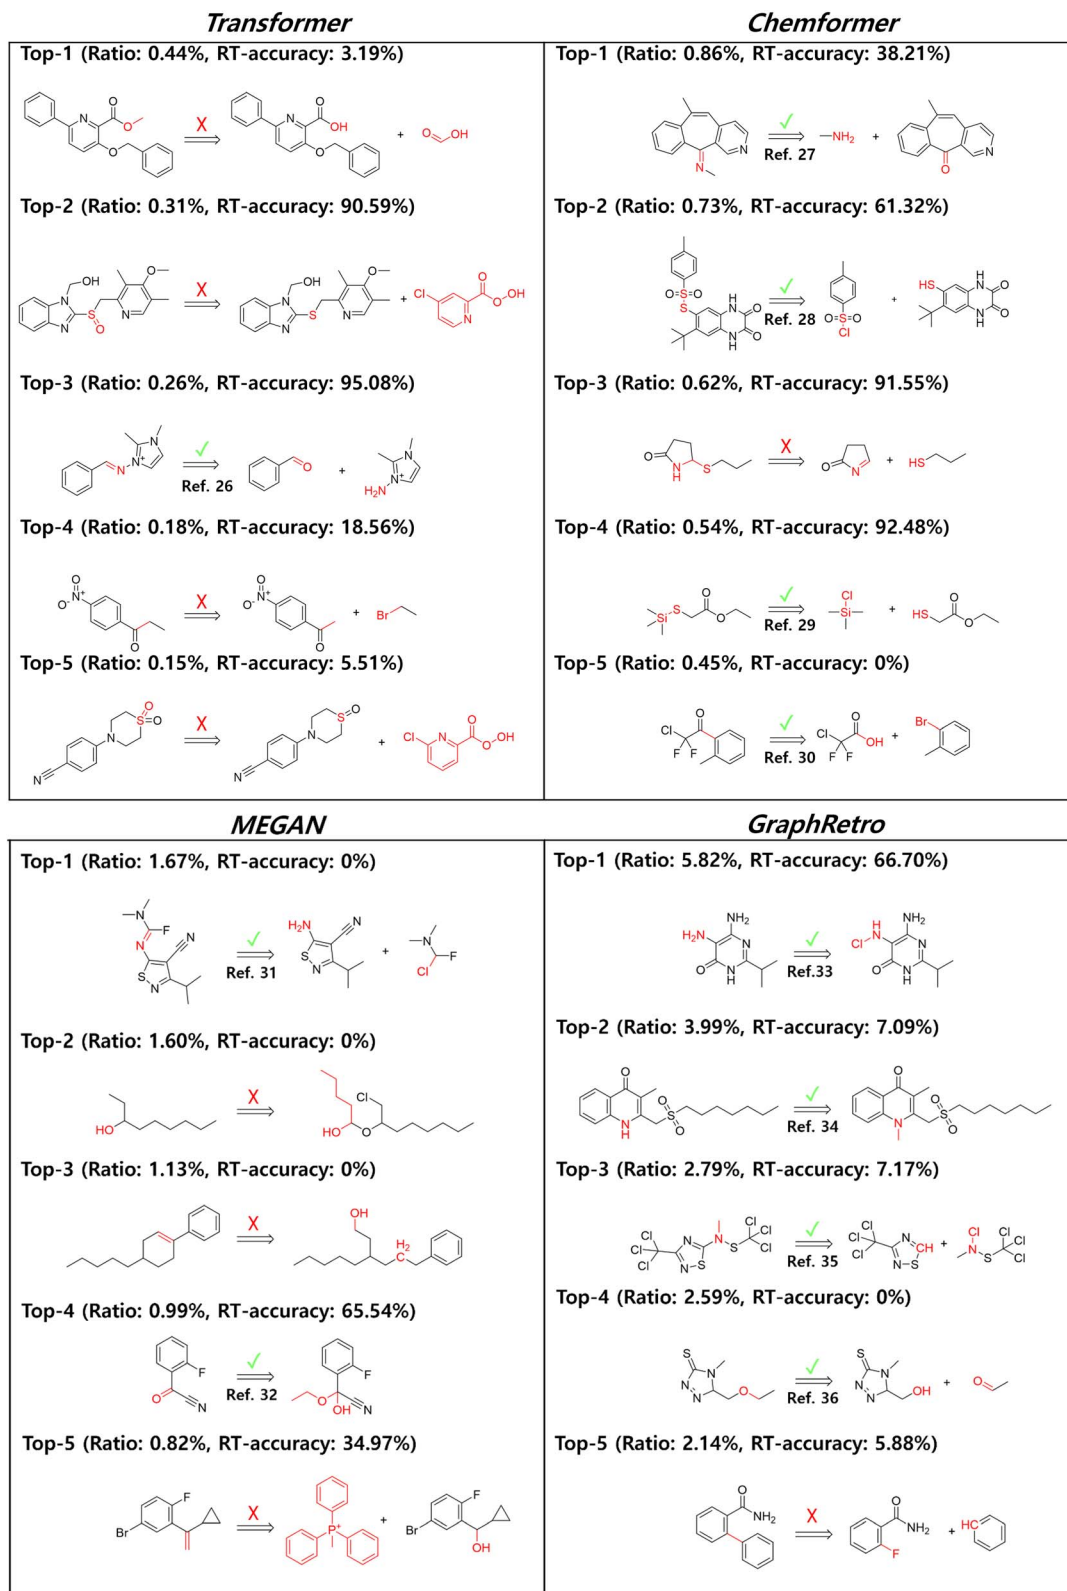 Transformer
Top-1 (Ratio: 0.44%, RT-accuracy: 3.19%)
X
+
Top-2 (Ratio: 0.31%, RT-accuracy: 90.59%)
X
+
Top-3 (Ratio: 0.26%, RT-accuracy: 95.08%)
✓
Ref. 26
+
Top-4 (Ratio: 0.18%, RT-accuracy: 18.56%)
X
+
Top-5 (Ratio: 0.15%, RT-accuracy: 5.51%)
X
+
Chemformer
Top-1 (Ratio: 0.86%, RT-accuracy: 38.21%)
✓
Ref. 27
+
Top-2 (Ratio: 0.73%, RT-accuracy: 61.32%)
✓
Ref. 28
+
Top-3 (Ratio: 0.62%, RT-accuracy: 91.55%)
X
+
Top-4 (Ratio: 0.54%, RT-accuracy: 92.48%)
✓
Ref. 29
+
Top-5 (Ratio: 0.45%, RT-accuracy: 0%)
✓
Ref. 30
+
MEGAN
Top-1 (Ratio: 1.67%, RT-accuracy: 0%)
✓
Ref. 31
+
Top-2 (Ratio: 1.60%, RT-accuracy: 0%)
X
Top-3 (Ratio: 1.13%, RT-accuracy: 0%)
X
Top-4 (Ratio: 0.99%, RT-accuracy: 65.54%)
✓
Ref. 32
Top-5 (Ratio: 0.82%, RT-accuracy: 34.97%)
X
+
GraphRetro
Top-1 (Ratio: 5.82%, RT-accuracy: 66.70%)
✓
Ref.33
Top-2 (Ratio: 3.99%, RT-accuracy: 7.09%)
✓
Ref. 34
Top-3 (Ratio: 2.79%, RT-accuracy: 7.17%)
✓
Ref. 35
+
Top-4 (Ratio: 2.59%, RT-accuracy: 0%)
✓
Ref. 36
+
Top-5 (Ratio: 2.14%, RT-accuracy: 5.88%)
X
+